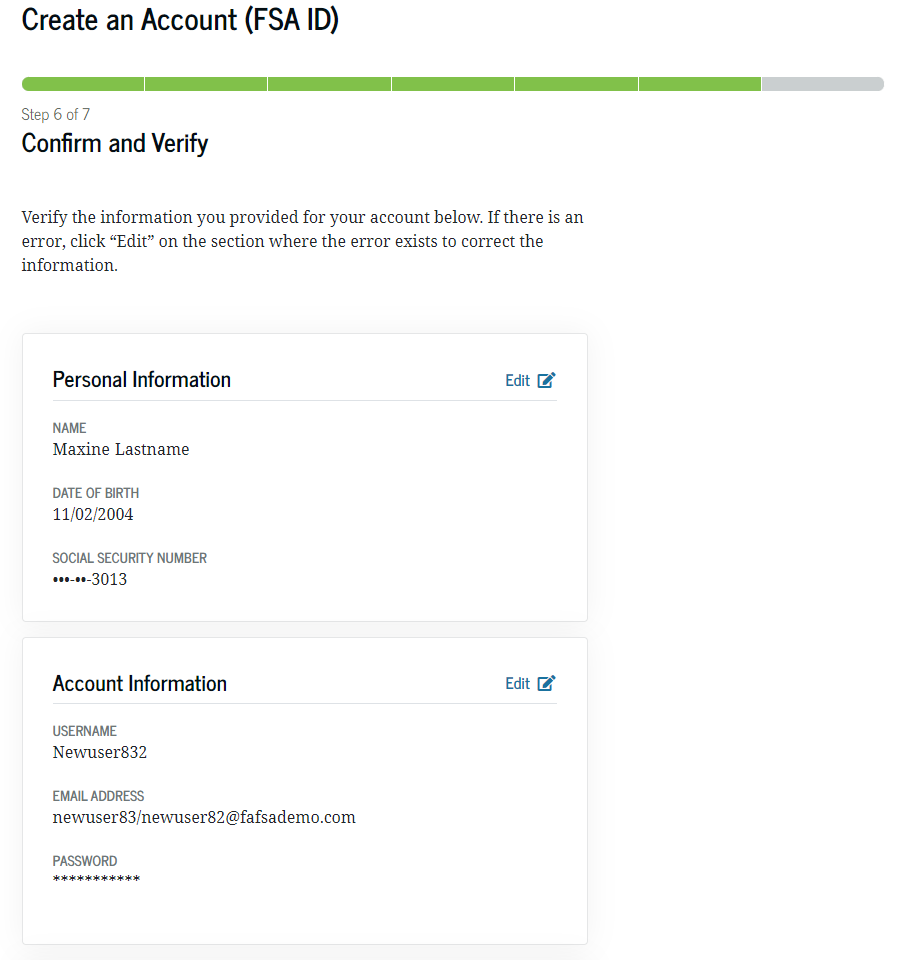 Create an Account (FSA ID)
Step 6 of 7
Confirm and Verify
Verify the information you provided for your account below. If there is an
error, click “Edit” on the section where the error exists to correct the
information.
Personal Information
Edit
NAME
Maxine Lastname
DATE OF BIRTH
11/02/2004
SOCIAL SECURITY NUMBER
•••-••-3013
Account Information
Edit
USERNAME
Newuser832
EMAIL ADDRESS
newuser83/newuser82@fafsademo.com
PASSWORD
***********